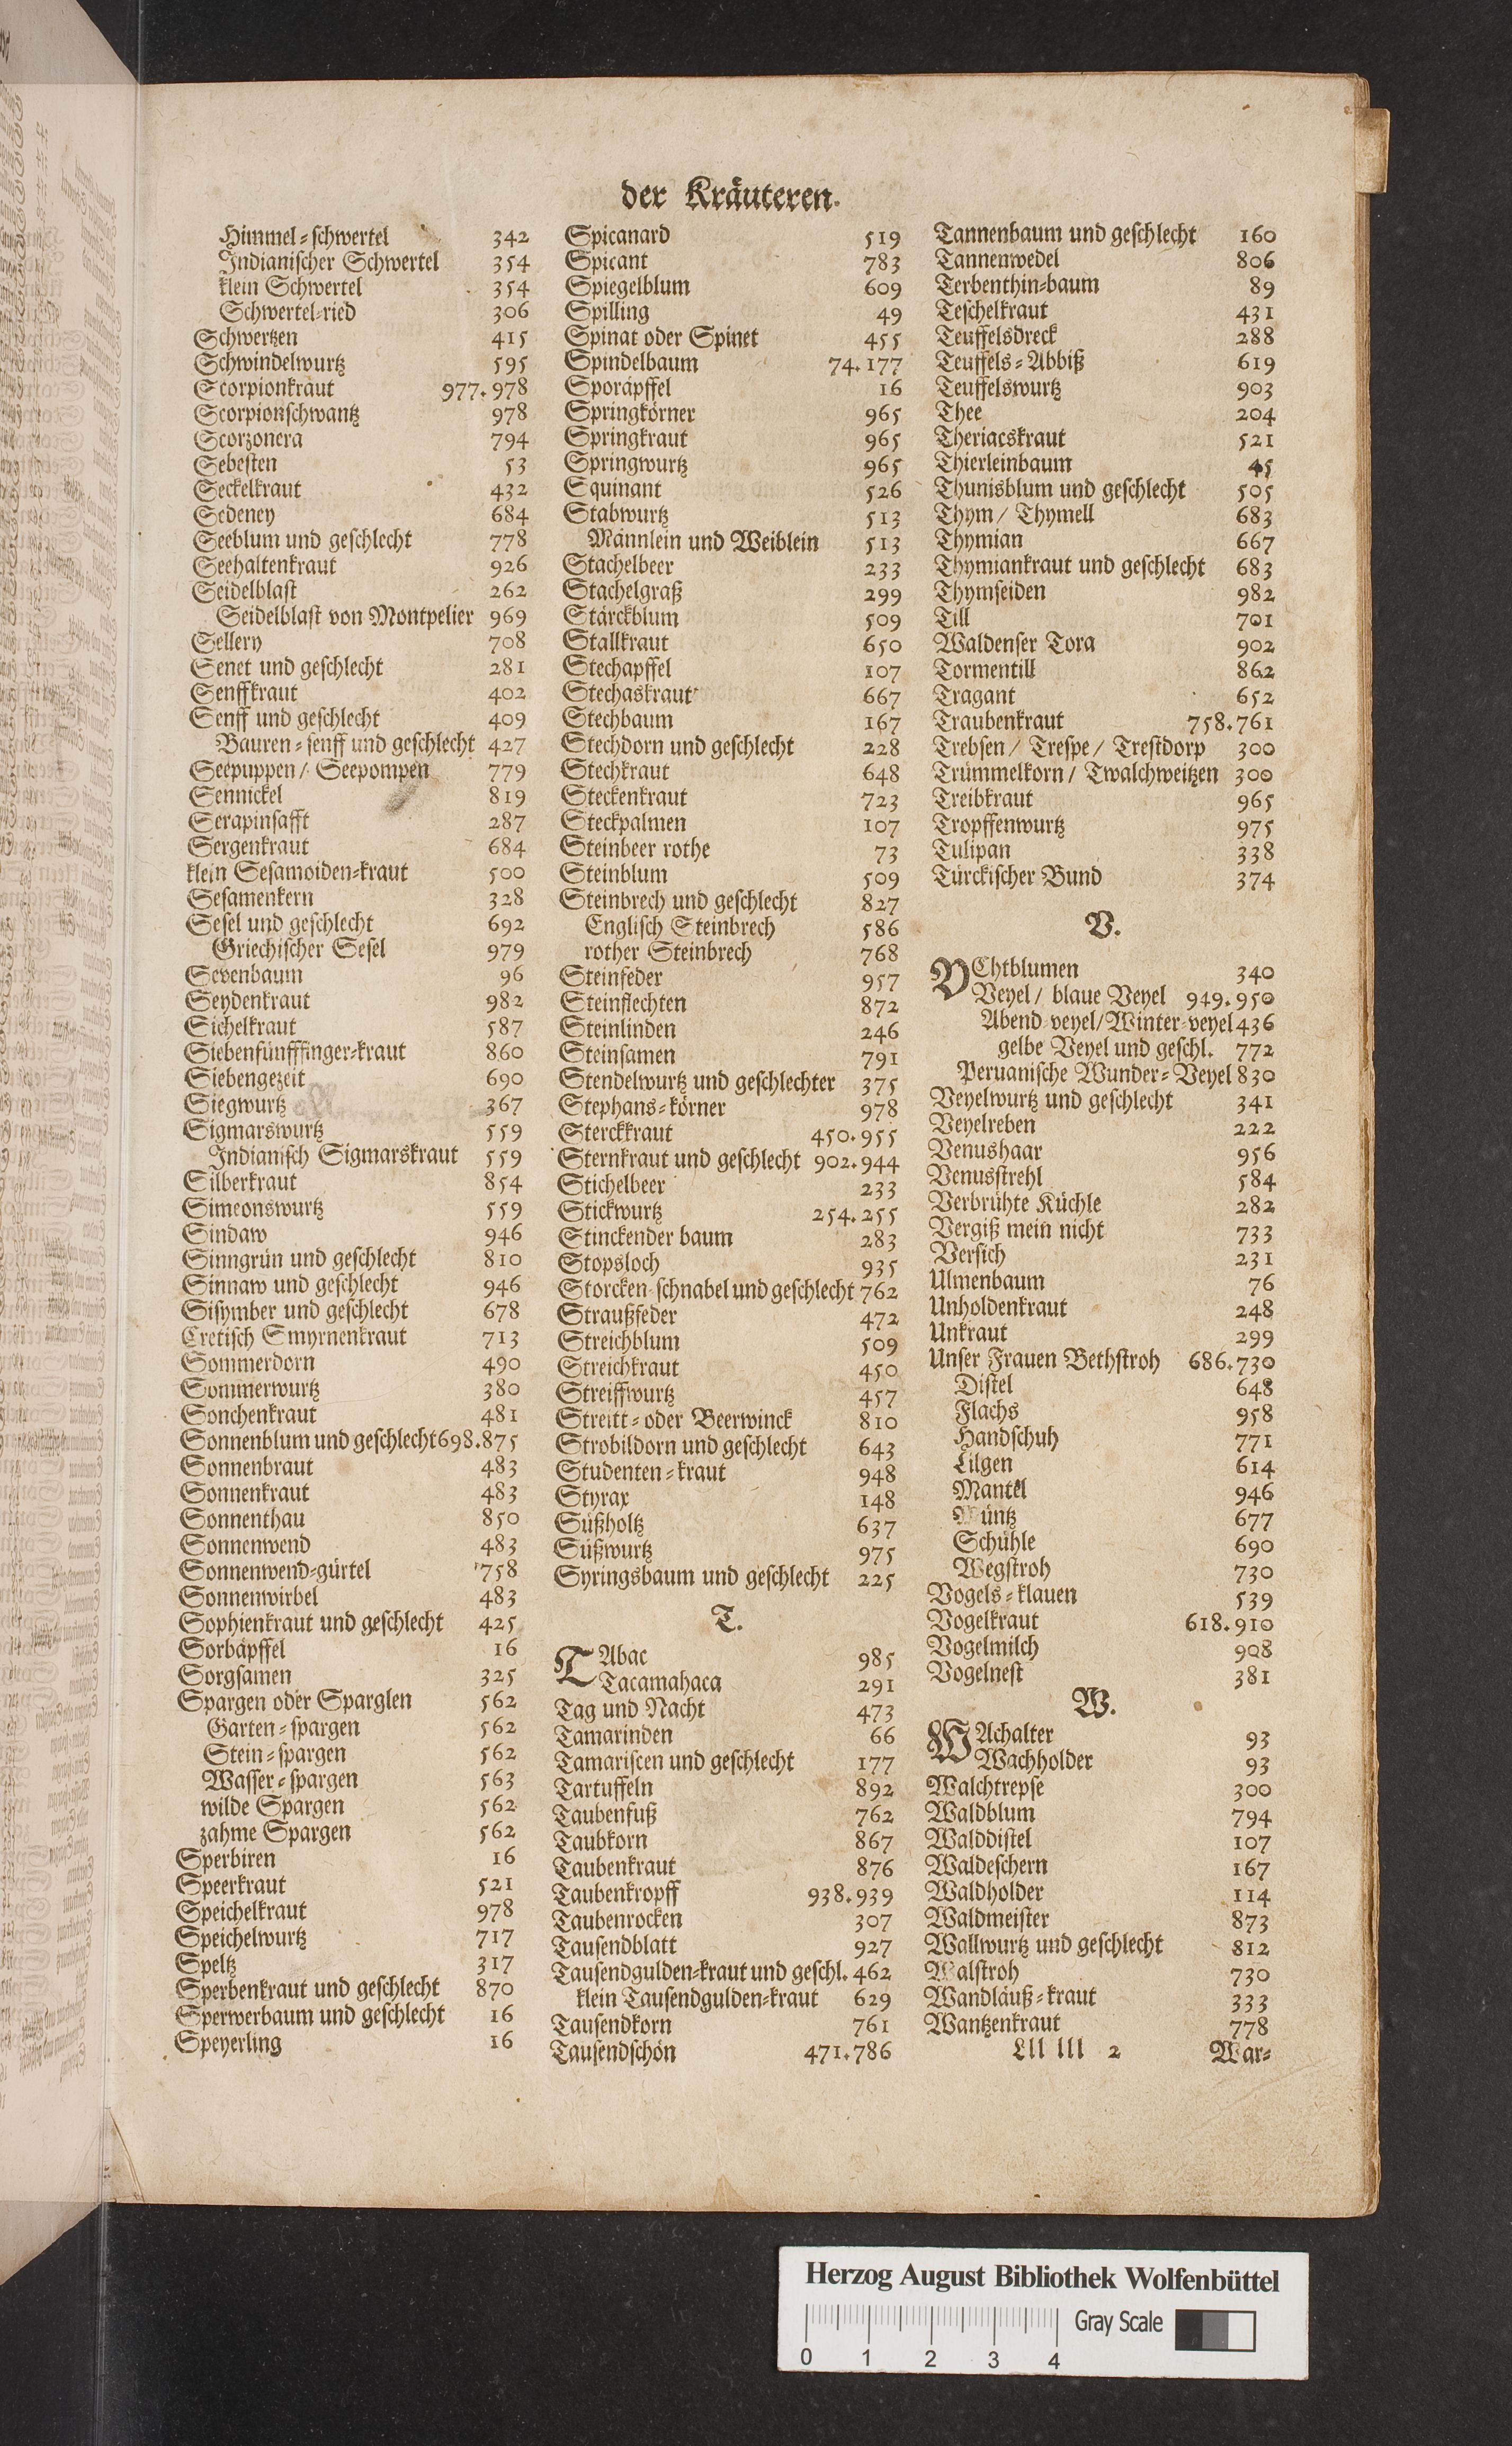 der Kräuteren.
Himmel-schwertel 342
Indianischer Schwertel 354
klein Schwertel 354
Schwertel-ried 306
Schwertzen 415
Schwindelwurtz 595
Scorpionkraut 977.978
Scorpionschwantz 978
Scorzonera 794
Sebesten 53
Seckelkraut 432
Sedeney 684
Seeblum und geschlecht 778
Seehaltenkraut 926
Seidelblast 262
Seidelblast von Montpelier 969
Sellery 708
Senet und geschlecht 281
Senffkraut 402
Senff und geschlecht 409
Bauren-senff und geschlecht 427
Seepuppen/ Seepompen 779
Sennickel 819
Serapinsafft 287
Sergenkraut 684
klein Sesamoiden-kraut 500
Sesamenkern 328
Sesel und geschlecht 692
Griechischer Sesel 979
Sevenbaum 96
Seydenkraut 982
Sichelkraut 587
Siebenfünfffinger-kraut 860
Siebengezeit 690
Siegwurtz 367
Sigmarswurtz 559
Indianisch Sigmarskraut 559
Silberkraut 854
Simeonswurtz 559
Sindaw 946
Sinngrün und geschlecht 810
Sinnaw und geschlecht 946
Sisymber und geschlecht 678
Cretisch Smyrnenkraut 713
Sommerdorn 490
Sommerwurtz 380
Sonchenkraut 481
Sonnenblum und geschlecht 698.875
Sonnenbraut 483
Sonnenkraut 483
Sonnenthau 850
Sonnenwend 483
Sonnenwend-gürtel 758
Sonnenwirbel 483
Sophienkraut und geschlecht 425
Sorbäpffel 16
Sorgsamen 325
Spargen oder Sparglen 562
Garten-spargen 562
Stein-spargen 562
Wasser-spargen 563
wilde Spargen 562
zahme Spargen 562
Sperbiren 16
Speerkraut 521
Speichelkraut 978
Speichelwurtz 717
Speltz 317
Sperbenkraut und geschlecht 870
Sperwerbaum und geschlecht 16
Speyerling 16
Spicanard 519
Spicant 783
Spiegelblum 609
Spilling 49
Spinat oder Spinet 455
Spindelbaum 74.177
Sporäpffel 16
Springkörner 965
Springkraut 965
Springwurtz 965
Squinant 526
Stabwurtz 513
Männlein und Weiblein 513
Stachelbeer 233
Stachelgraß 299
Stärckblum 509
Stallkraut 650
Stechapffel 107
Stechaskraut 667
Stechbaum 167
Stechdorn und geschlecht 228
Stechkraut 648
Steckenkraut 723
Steckpalmen 107
Steinbeer rothe 73
Steinblum 509
Steinbrech und geschlecht 827
Englisch Steinbrech 586
rother Steinbrech 768
Steinfeder 957
Steinflechten 872
Steinlinden 246
Steinsamen 791
Stendelwurtz und geschlechter 375
Stephans-körner 978
Sterckkraut 450.955
Sternkraut und geschlecht 902.944
Stichelbeer 233
Stickwurtz 254.255
Stinckender baum 283
Stopsloch 935
Storcken-schnabel und geschlecht 762
Straußfeder 472
Streichblum 509
Streichkraut 450
Streiffwurtz 457
Streitt- oder Beerwinck 810
Strobildorn und geschlecht 643
Studenten-kraut 948
Styrax 148
Süßholtz 637
Süßwurtz 975
Syringsbaum und geschlecht 225
T.
TAbac 985
Tacamahaca 291
Tag und Nacht 473
Tamarinden 66
Tamariscen und geschlecht 177
Tartuffeln 892
Taubenfuß 762
Taubkorn 867
Taubenkraut 876
Taubenkropff 938.939
Taubenrocken 307
Tausendblatt 927
Tausendgulden-kraut und geschl. 462
klein Tausendgulden-kraut 629
Tausendkorn 761
Tausendschön 471.786
Tannenbaum und geschlecht 160
Tannenwedel 806
Terbenthin-baum 89
Teschelkraut 431
Teuffelsdreck 288
Teuffels-Abbiß 619
Teuffelswurtz 903
Thee 204
Theriacskraut 521
Thierleinbaum 45
Thunisblum und geschlecht 505
Thym/ Thymell 683
Thymian 667
Thymiankraut und geschlecht 683
Thymseiden 982
Till 701
Waldenser Tora 902
Tormentill 862
Tragant 652
Traubenkraut 758.761
Trebsen/ Trespe/ Trestdorp 300
Trümmelkorn/ Twalchweitzen 300
Treibkraut 965
Tropffenwurtz 975
Tulipan 338
Türckischer Bund 374
V.
VChtblumen 340
Veyel/ blaue Veyel 949.950
Abend-veyel/Winter-veyel 436
gelbe Veyel und geschl. 772
Peruanische Wunder-Veyel 830
Veyelwurtz und geschlecht 341
Veyelreben 222
Venushaar 956
Venusstrehl 584
Verbrühte Küchle 282
Vergiß mein nicht 733
Versich 231
Ulmenbaum 76
Unholdenkraut 248
Unkraut 299
Unser Frauen Bethstroh 686.730
Distel 648
Flachs 958
Handschuh 771
Lilgen 614
Mantel 946
Müntz 677
Schühle 690
Wegstroh 730
Vogels-klauen 539
Vogelkraut 618.910
Vogelmilch 908
Vogelnest 381
W.
WAchalter 93
Wachholder 93
Walchtrepse 300
Waldblum 794
Walddistel 107
Waldeschern 167
Waldholder 114
Waldmeister 873
Wallwurtz und geschlecht 812
Walstroh 730
Wandläuß-kraut 333
Wantzenkraut 778
Lll lll 2 War-
Herzog August Bibliothek Wolfenbüttel
Gray Scale
0 1 2 3 4